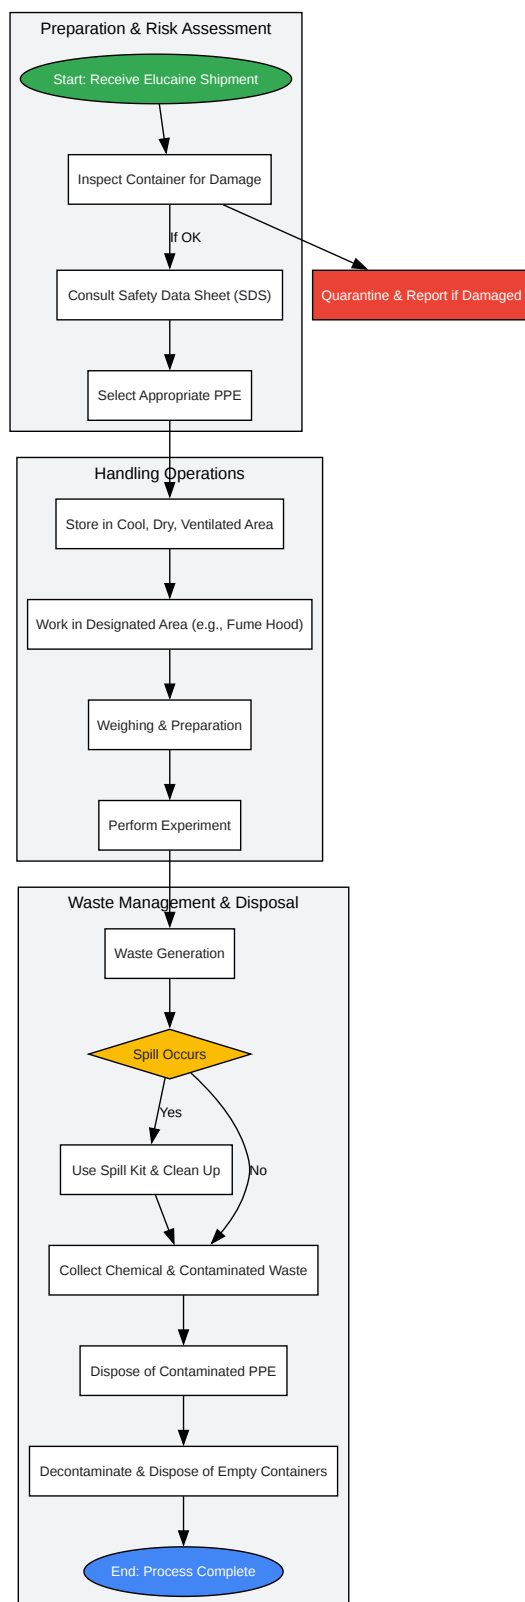 Preparation & Risk Assessment
Start: Receive Elucaine Shipment
Inspect Container for Damage
If OK
Consult Safety Data Sheet (SDS)
Quarantine & Report if Damaged
Select Appropriate PPE
Handling Operations
Store in Cool, Dry, Ventilated Area
Work in Designated Area (e.g., Fume Hood)
Weighing & Preparation
Perform Experiment
Waste Management & Disposal
Waste Generation
Spill Occurs
Yes
Use Spill Kit & Clean Up
No
Collect Chemical & Contaminated Waste
Dispose of Contaminated PPE
Decontaminate & Dispose of Empty Containers
End: Process Complete